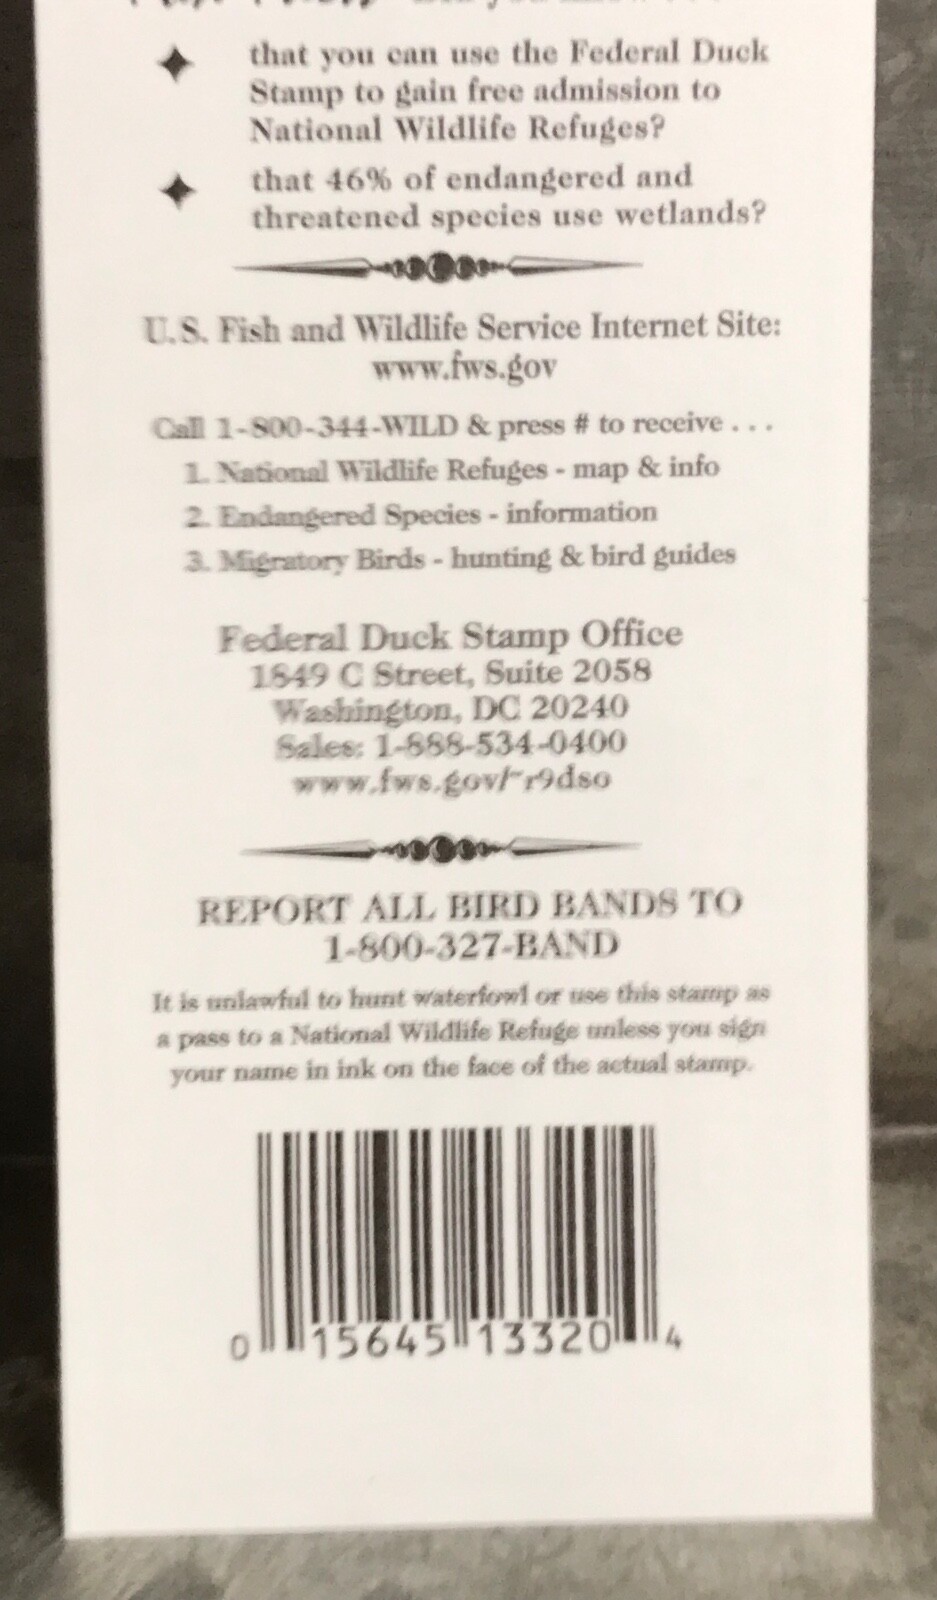 that you can use the Federal Duck
Stamp to gain free admission to
National Wildlife Refuges?
that 46% of endangered and
threatened species use wetlands?
U.S. Fish and Wildlife Service Internet Site:
www.fws.gov
Call 1-800-344-WILD & press # to receive . . .
1. National Wildlife Refuges - map & info
2. Endangered Species - information
3. Migratory Birds - hunting & bird guides
Federal Duck Stamp Office
1849 C Street, Suite 2058
Washington, DC 20240
Sales: 1-888-534-0400
www.fws.gov/~r9dso
REPORT ALL BIRD BANDS TO
1-800-327-BAND
It is unlawful to hunt waterfowl or use this stamp as
a pass to a National Wildlife Refuge unless you sign
your name in ink on the face of the actual stamp.
0 15645 13320 4